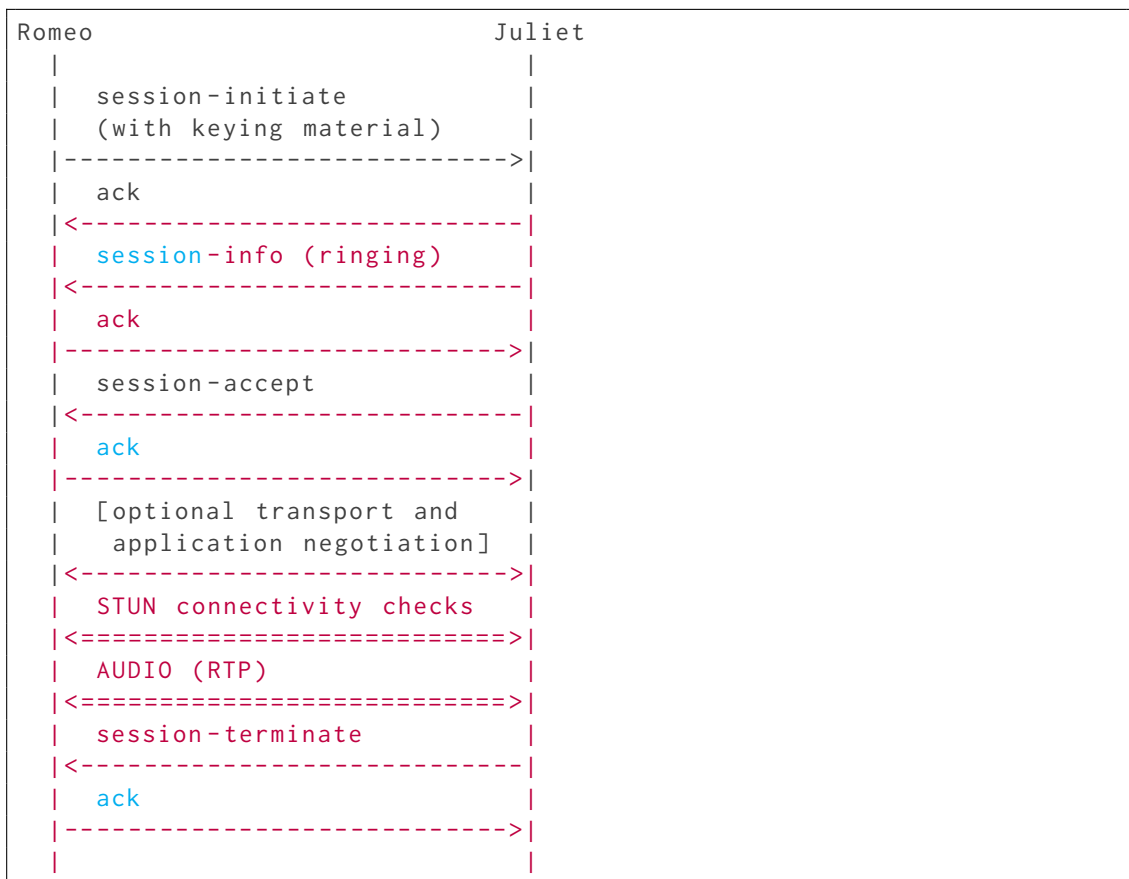 Romeo                         Juliet
  |                             |
  |  session-initiate           |
  |  (with keying material)     |
  |---------------------------->|
  |  ack                        |
  |<----------------------------|
  |  session-info (ringing)     |
  |<----------------------------|
  |  ack                        |
  |---------------------------->|
  |  session-accept             |
  |<----------------------------|
  |  ack                        |
  |---------------------------->|
  |  [optional transport and    |
  |   application negotiation]  |
  |<--------------------------->|
  |  STUN connectivity checks   |
  |<===========================>|
  |  AUDIO (RTP)                |
  |<===========================>|
  |  session-terminate          |
  |<----------------------------|
  |  ack                        |
  |---------------------------->|
  |                             |